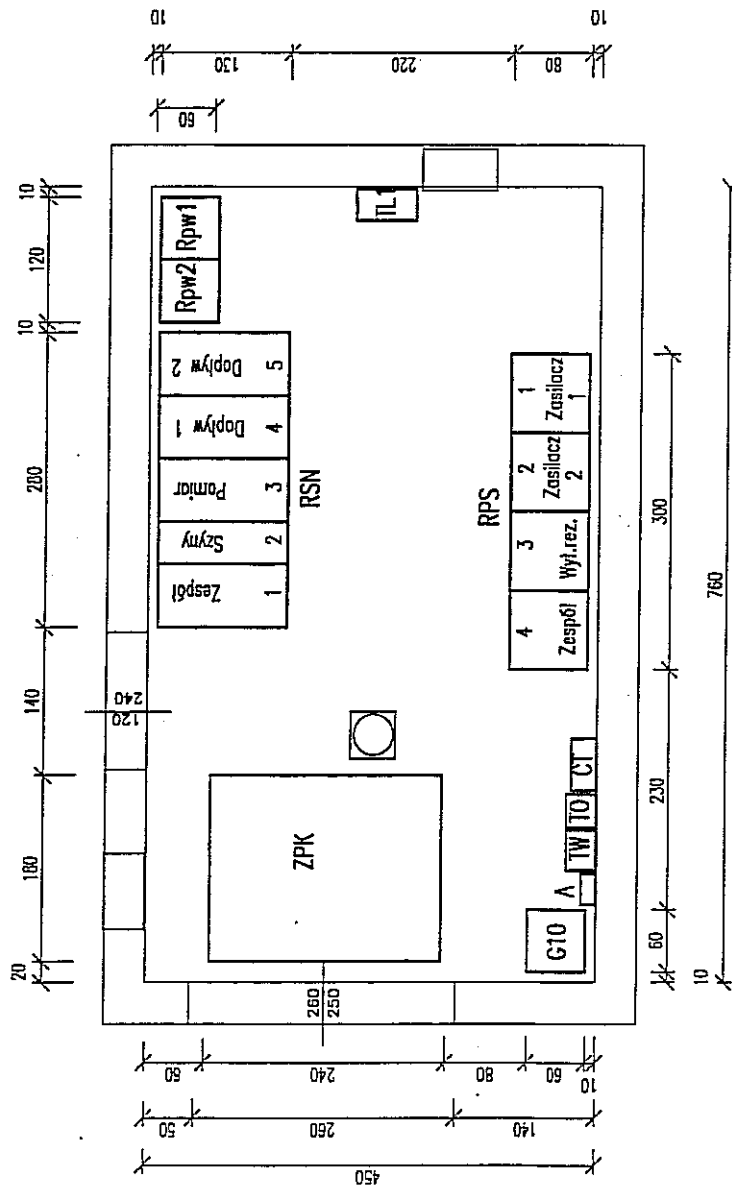 10
130
220
80
10
60
10
120
10
280
140
180
20
Rpw2
Rpw1
TL1
Zespół
1
Szyny
2
Pomiar
3
Dopływ 1
4
Dopływ 2
5
RSN
RPS
4
Zespół
3
Wył.rez.
2
Zasilacz
2
1
Zasilacz
1
240
120
ZPK
260
250
G10
Λ
TW
TO
CT
300
230
60
760
10
60
240
80
60
10
50
260
140
450